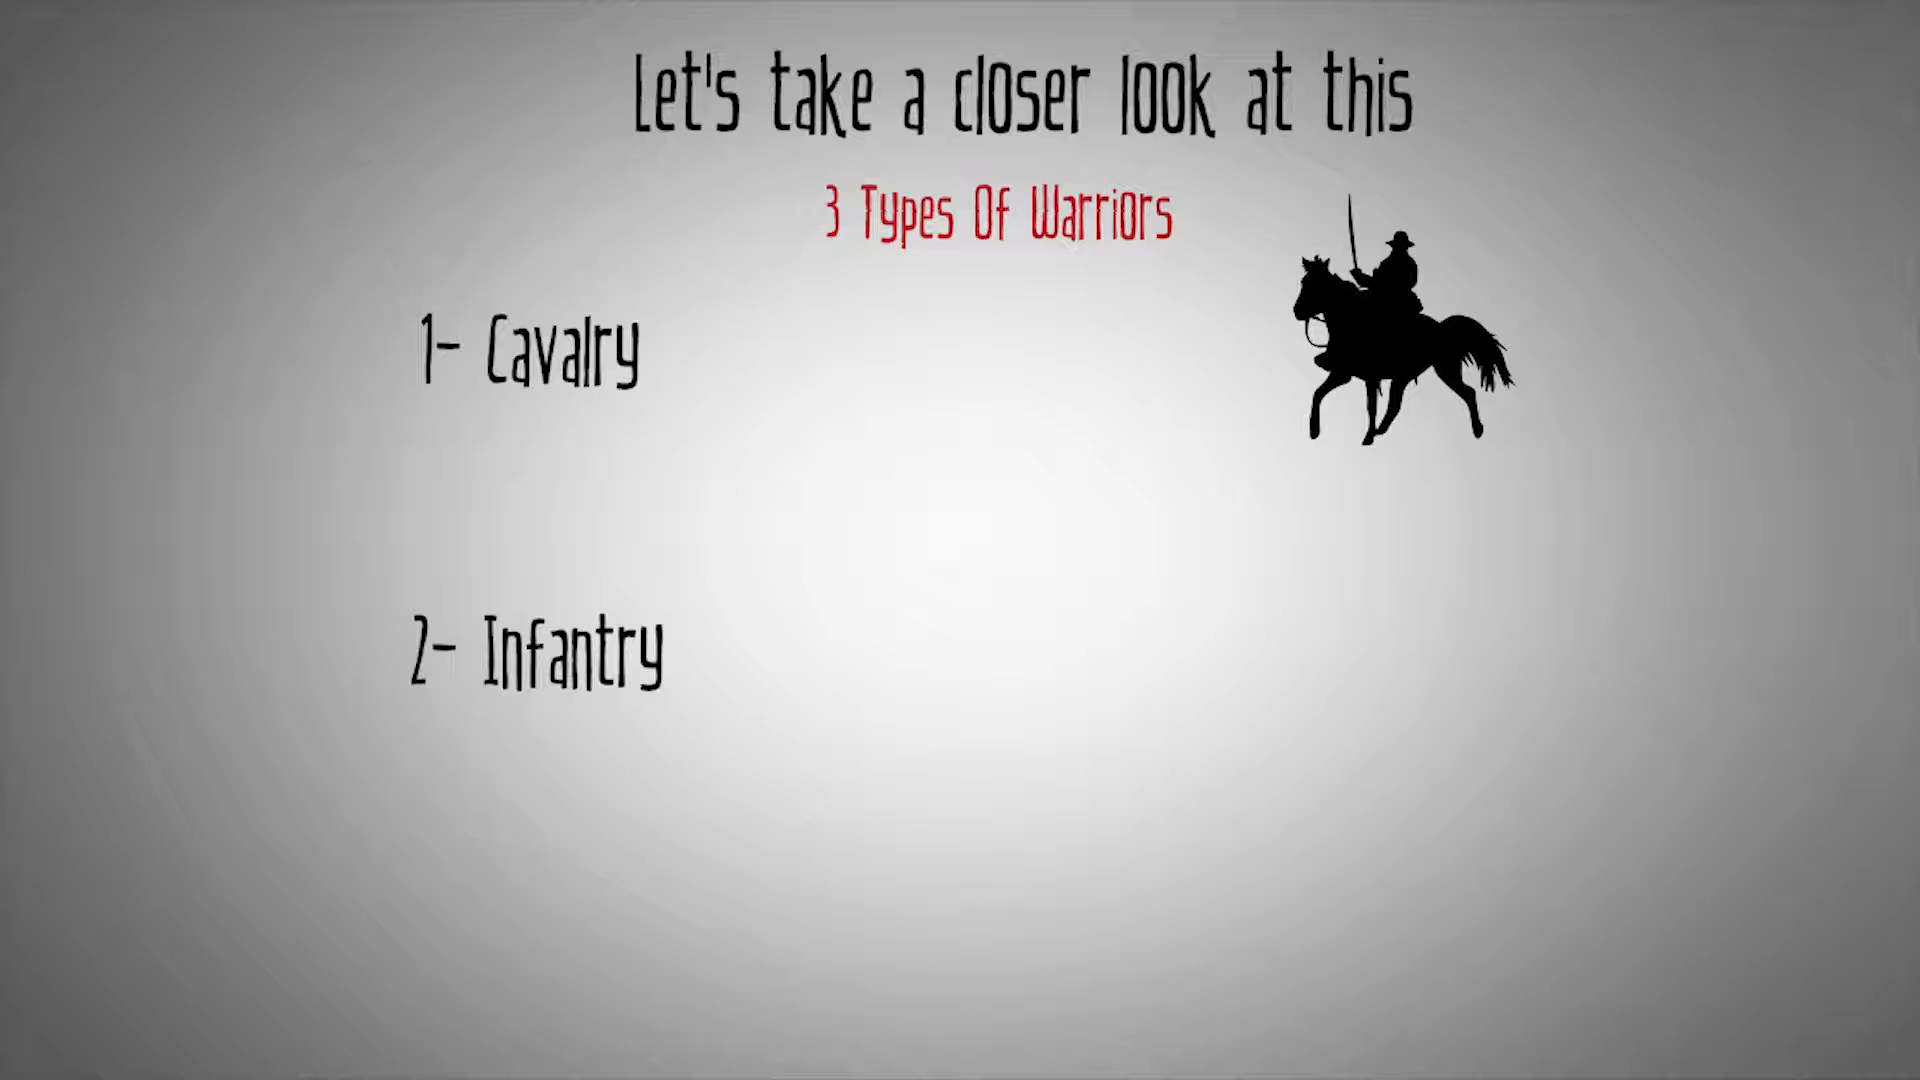 Let's take a closer look at this
3 Types Of Warriors
1- Cavalry
2- Infantry